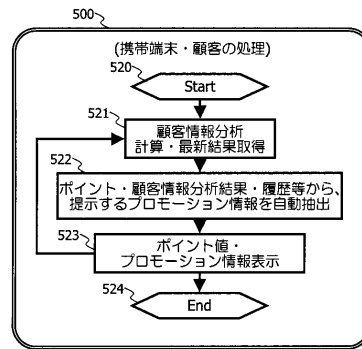 500
(携帯端末・顧客の処理)
520
Start
521
顧客情報分析
計算・最新結果取得
522
ポイント・顧客情報分析結果・履歴等から、
提示するプロモーション情報を自動抽出
523
ポイント値・
プロモーション情報表示
524
End